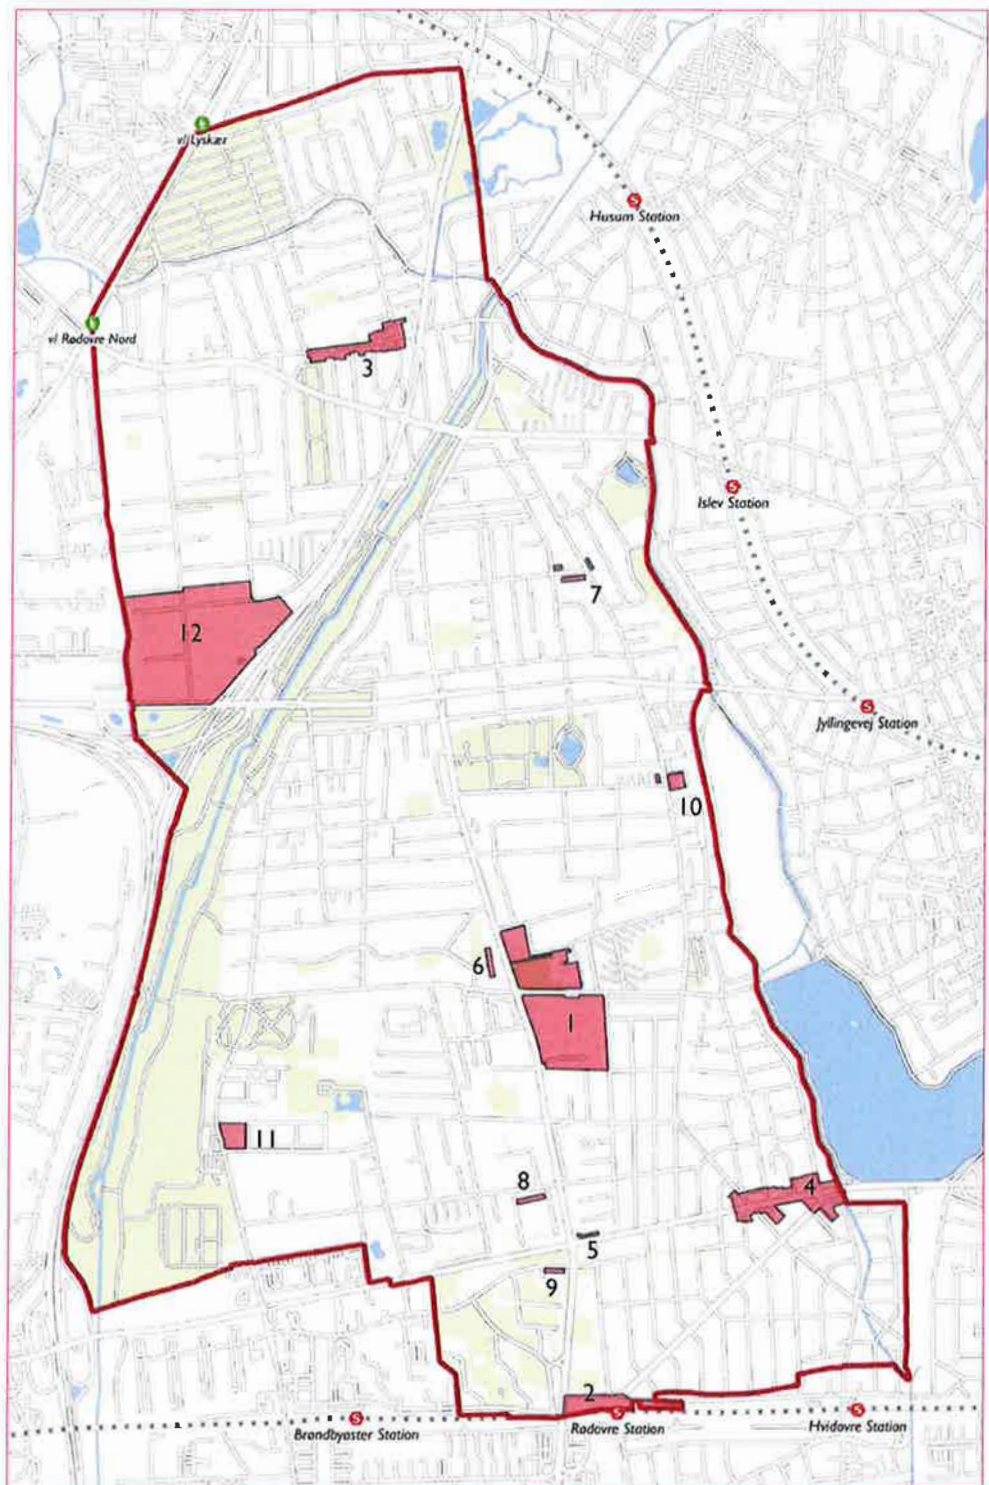 v/ Lyskær
S
Husum Station
v/ Rødovre Nord
3
S
Islev Station
7
12
S
Jyllingevej Station
10
6
1
11
8
4
5
9
2
S
Brøndbyøster Station
S
Rødovre Station
S
Hvidovre Station